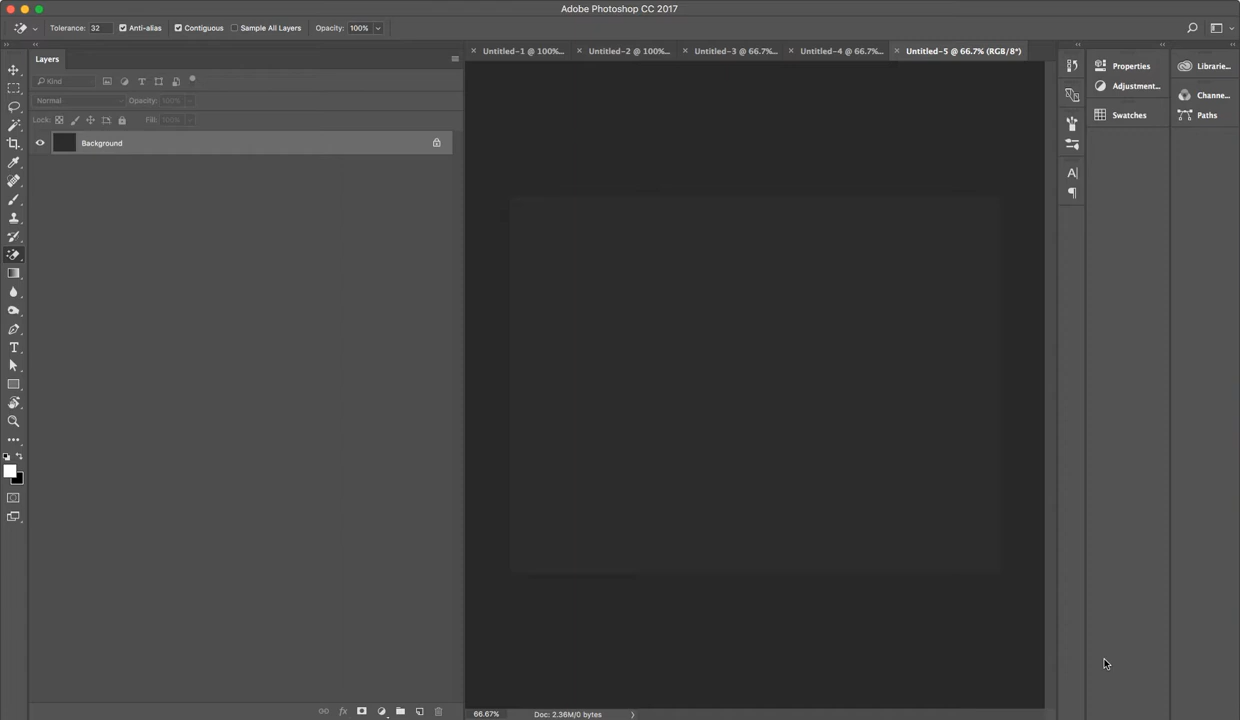 Adobe Photoshop CC 2017
Tolerance: 32 Anti-alias Contiguous Sample All Layers Opacity: 100%
Layers
Untitled-1 @ 100%... Untitled-2 @ 100%... Untitled-3 @ 66.7%... Untitled-4 @ 66.7%... Untitled-5 @ 66.7% (RGB/8*)
Kind
Normal Opacity: 100%
Lock: Fill: 100%
Background
Properties
Adjustment...
Swatches
Librarie...
Channe...
Paths
66.67% Doc: 2.36M/0 bytes